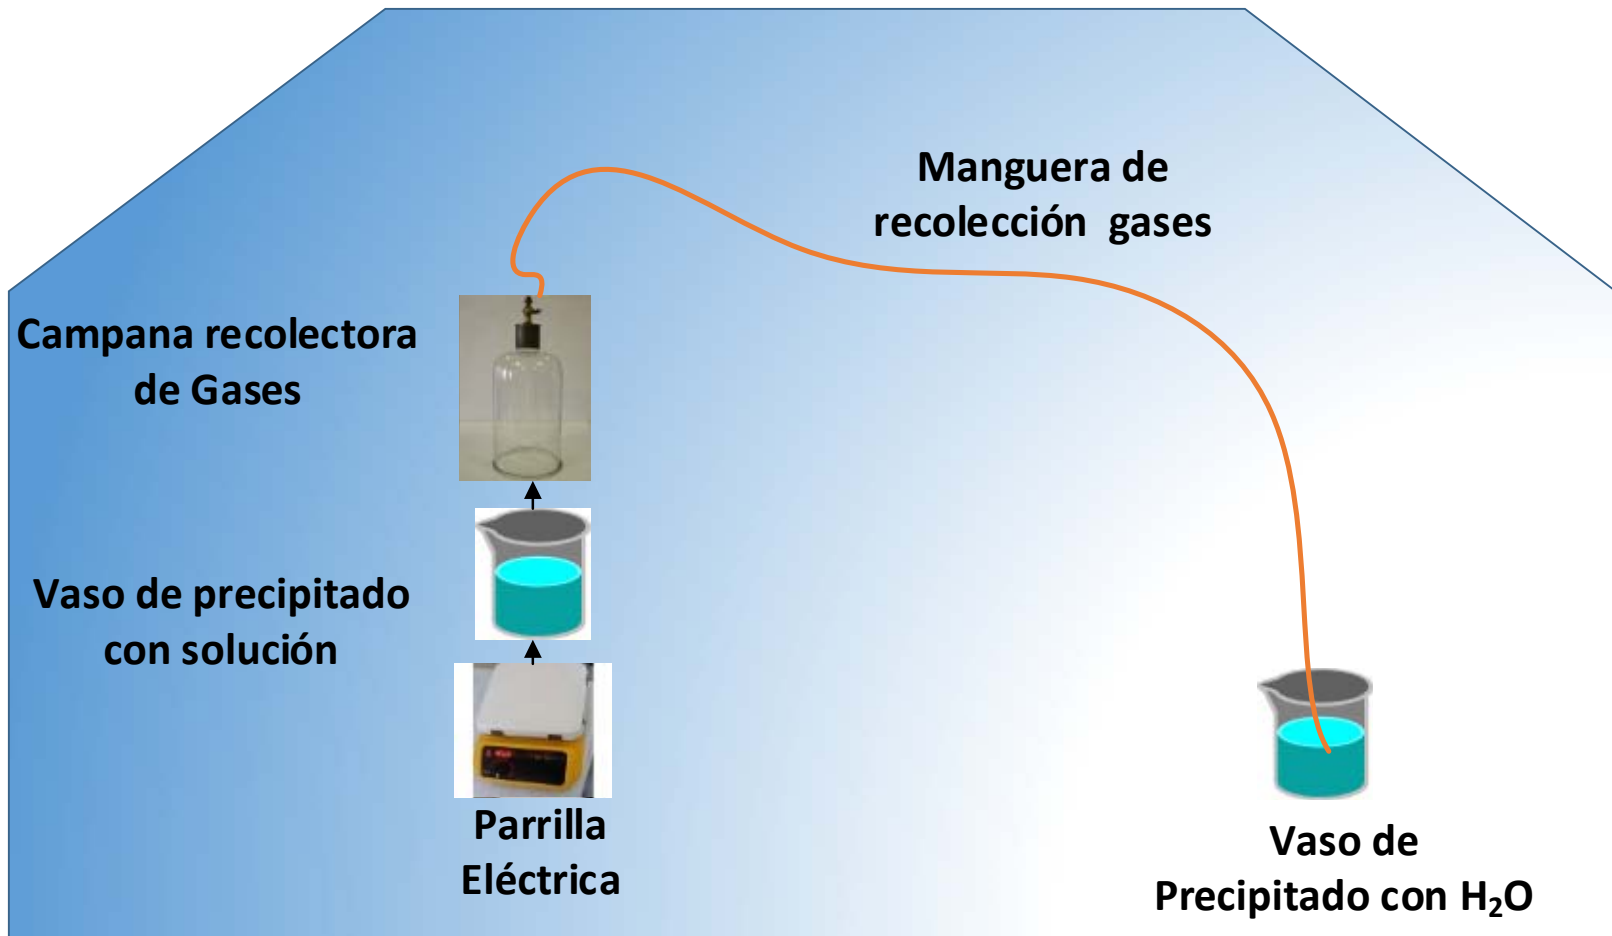 Manguera de
recolección gases
Campana recolectora
de Gases
Vaso de precipitado
con solución
Parrilla
Eléctrica
Vaso de
Precipitado con H₂O